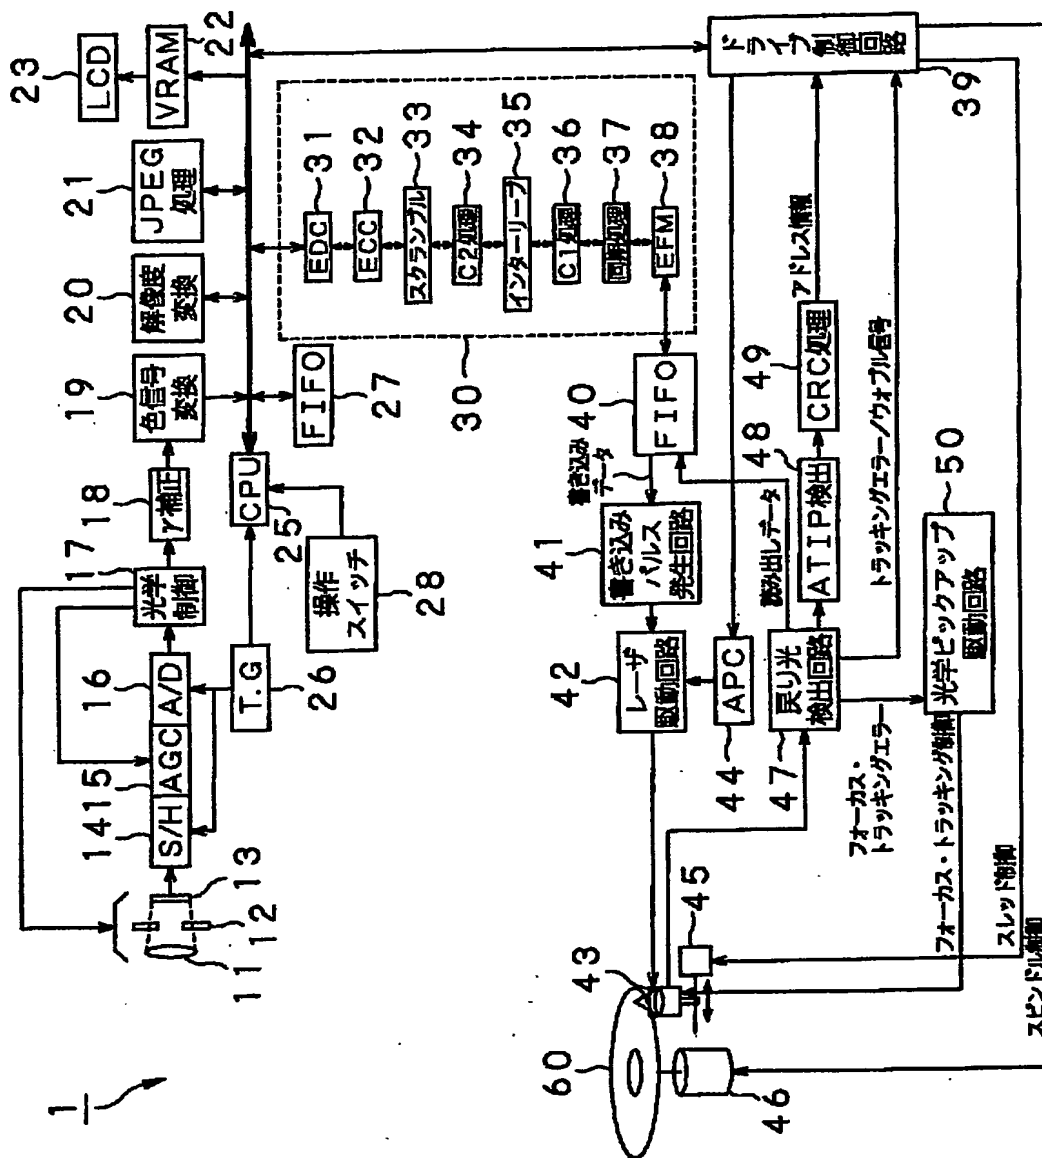 1
11
12
13
14
15
16
17
18
19
20
21
22
23
S/H
AGC
A/D
光学
制御
γ補正
色信号
変換
解像度
変換
JPEG
処理
VRAM
LCD
T.G
26
CPU
25
操作
スイッチ
28
FIFO
27
30
EDC
31
ECC
32
スクランブル
33
C2処理
34
インターリーブ
35
C1処理
36
同期処理
37
EFM
38
ドライブ
制御回路
39
FIFO
40
書き込み
データ
書き込み
パルス
発生回路
41
レーザ
駆動回路
42
APC
44
読み出しデータ
戻り光
検出回路
47
ATIP検出
48
CRC処理
49
アドレス情報
トラッキングエラー/ウォブル信号
フォーカス・
トラッキングエラー
光学ピックアップ
駆動回路
50
フォーカス・トラッキング制御
スレッド制御
スピンドル制御
43
45
46
60